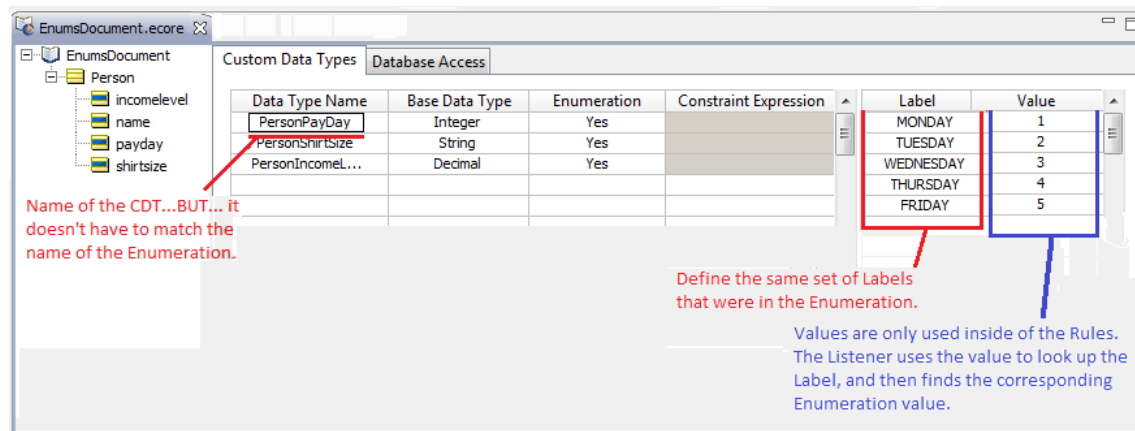 EnumsDocument.ecore
EnumsDocument
Person
incomelevel
name
payday
shirtsize
Custom Data Types Database Access
Data Type Name Base Data Type Enumeration Constraint Expression Label Value
PersonPayDay Integer Yes MONDAY 1
PersonShirtSize String Yes TUESDAY 2
PersonIncomeL... Decimal Yes WEDNESDAY 3
THURSDAY 4
FRIDAY 5
Name of the CDT...BUT... it
doesn't have to match the
name of the Enumeration.
Define the same set of Labels
that were in the Enumeration.
Values are only used inside of the Rules.
The Listener uses the value to look up the
Label, and then finds the corresponding
Enumeration value.